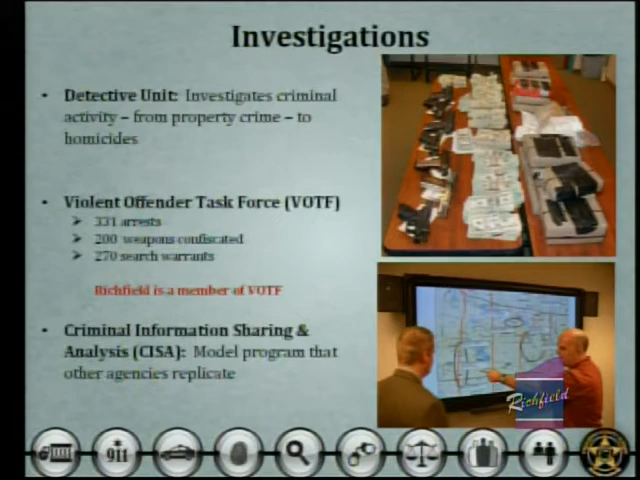 Investigations
• Detective Unit: Investigates criminal
activity – from property crime – to
homicides
• Violent Offender Task Force (VOTF)
➢ 331 arrests
➢ 200 weapons confiscated
➢ 270 search warrants
Richfield is a member of VOTF
• Criminal Information Sharing &
Analysis (CISA): Model program that
other agencies replicate
Richfield
911